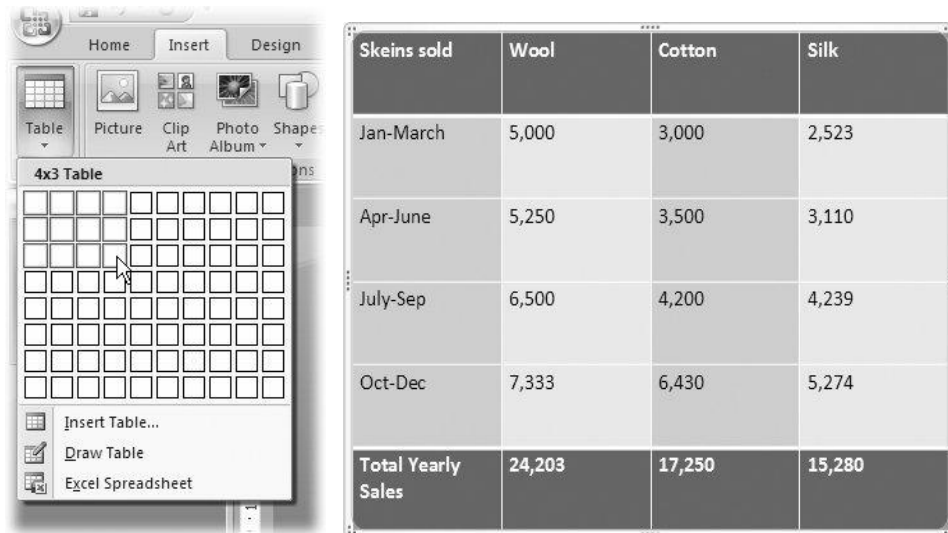 Home Insert Design
Table Picture Clip Art Photo Album Shapes
4x3 Table
Insert Table...
Draw Table
Excel Spreadsheet
Skeins sold Wool Cotton Silk
Jan-March 5,000 3,000 2,523
Apr-June 5,250 3,500 3,110
July-Sep 6,500 4,200 4,239
Oct-Dec 7,333 6,430 5,274
Total Yearly Sales 24,203 17,250 15,280